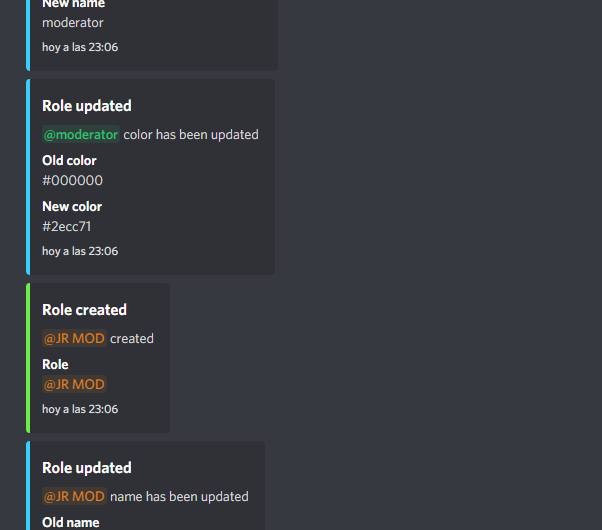 New name
moderator
hoy a las 23:06
Role updated
@moderator color has been updated
Old color
#000000
New color
#2ecc71
hoy a las 23:06
Role created
@JR MOD created
Role
@JR MOD
hoy a las 23:06
Role updated
@JR MOD name has been updated
Old name